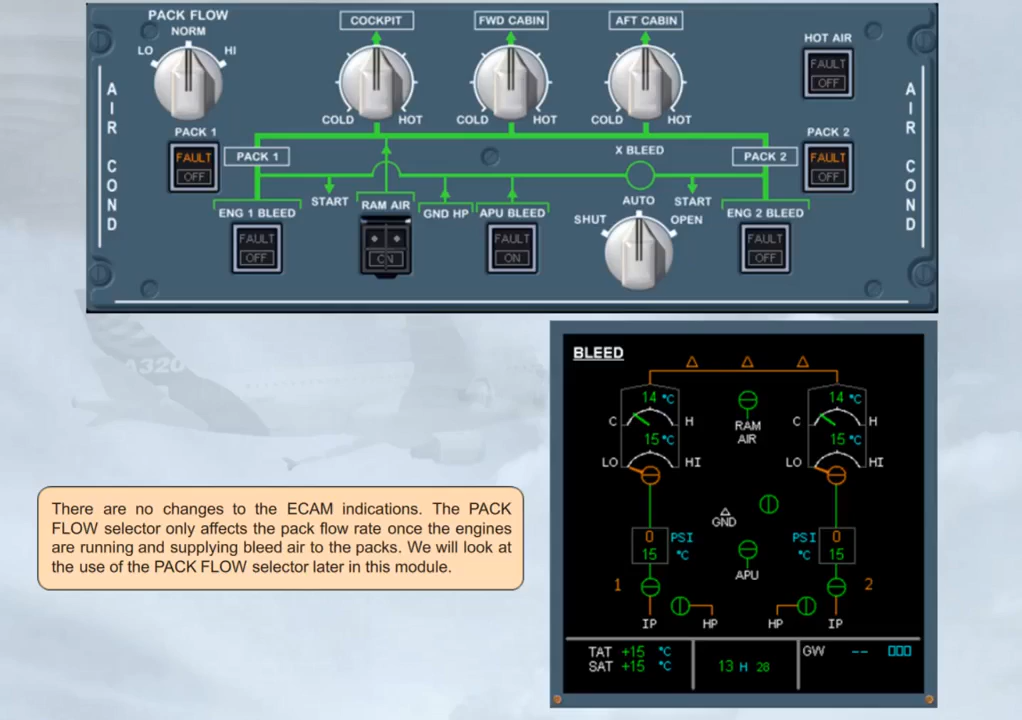 PACK FLOW
NORM
LO
HI
COCKPIT
FWD CABIN
AFT CABIN
HOT AIR
FAULT
OFF
COLD
HOT
COLD
HOT
COLD
HOT
AIR COND
AIR COND
PACK 1
FAULT
OFF
PACK 1
X BLEED
PACK 2
PACK 2
FAULT
OFF
START
RAM AIR
GND HP
APU BLEED
AUTO
START
ENG 1 BLEED
SHUT
OPEN
ENG 2 BLEED
FAULT
OFF
ON
FAULT
ON
FAULT
OFF
A320
BLEED
14 °C
14 °C
C
H
C
H
RAM
AIR
15 °C
15 °C
LO
HI
LO
HI
GND
0 PSI
15 °C
PSI 0
°C 15
APU
1
2
IP
HP
HP
IP
TAT +15 °C
SAT +15 °C
13 H 28
GW -- 000
There are no changes to the ECAM indications. The PACK
FLOW selector only affects the pack flow rate once the engines
are running and supplying bleed air to the packs. We will look at
the use of the PACK FLOW selector later in this module.